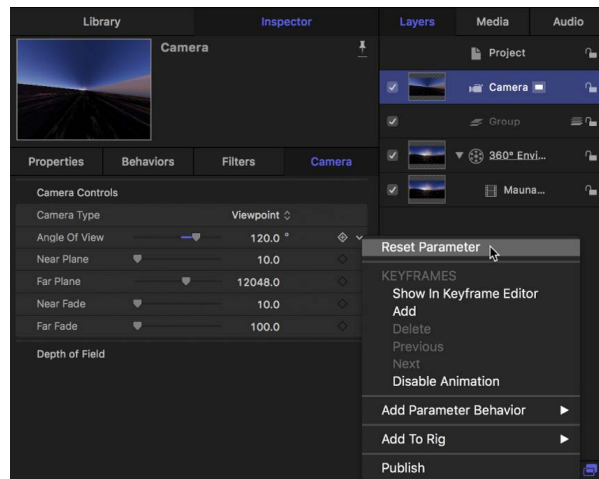 Library
Inspector
Layers
Media
Audio
Camera
Project
Camera
Group
360° Envi...
Mauna...
Properties
Behaviors
Filters
Camera
Camera Controls
Camera Type
Viewpoint
Angle Of View
120.0 °
Near Plane
10.0
Far Plane
12048.0
Near Fade
10.0
Far Fade
100.0
Depth of Field
Reset Parameter
KEYFRAMES
Show In Keyframe Editor
Add
Delete
Previous
Next
Disable Animation
Add Parameter Behavior
Add To Rig
Publish